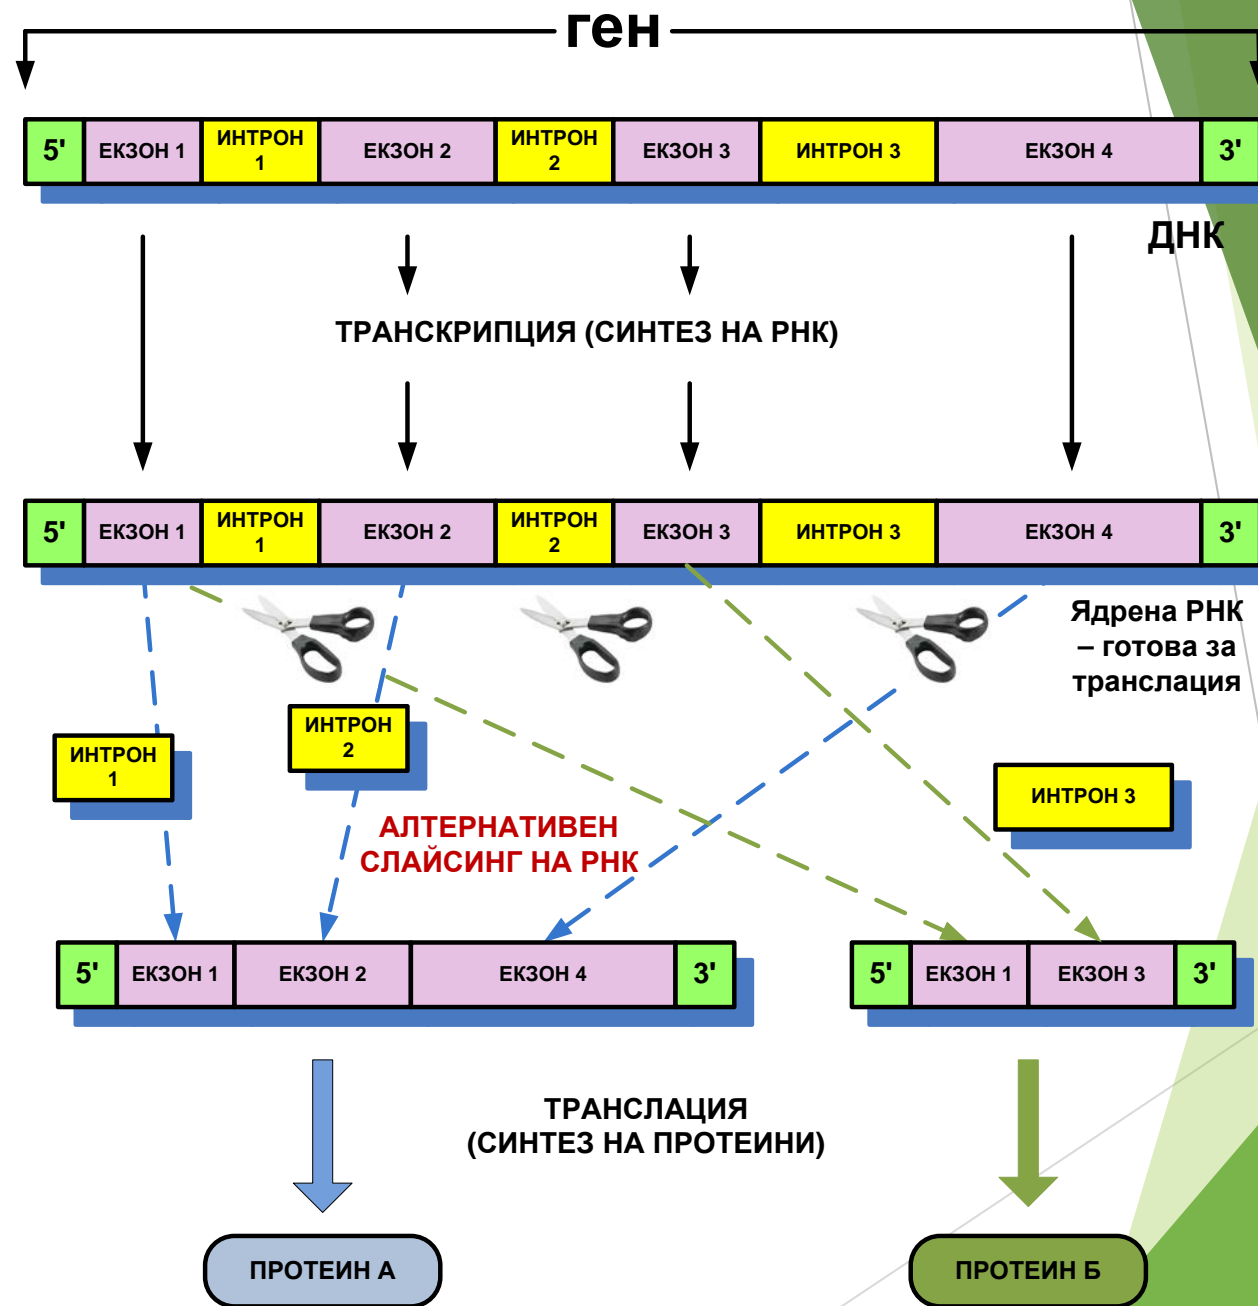 ген
5'
ЕКЗОН 1
ИНТРОН
1
ЕКЗОН 2
ИНТРОН
2
ЕКЗОН 3
ИНТРОН 3
ЕКЗОН 4
3'
ДНК
ТРАНСКРИПЦИЯ (СИНТЕЗ НА РНК)
5'
ЕКЗОН 1
ИНТРОН
1
ЕКЗОН 2
ИНТРОН
2
ЕКЗОН 3
ИНТРОН 3
ЕКЗОН 4
3'
Ядрена РНК
– готова за
транслация
ИНТРОН
1
ИНТРОН
2
ИНТРОН 3
АЛТЕРНАТИВЕН
СЛАЙСИНГ НА РНК
5'
ЕКЗОН 1
ЕКЗОН 2
ЕКЗОН 4
3'
5'
ЕКЗОН 1
ЕКЗОН 3
3'
ТРАНСЛАЦИЯ
(СИНТЕЗ НА ПРОТЕИНИ)
ПРОТЕИН А
ПРОТЕИН Б